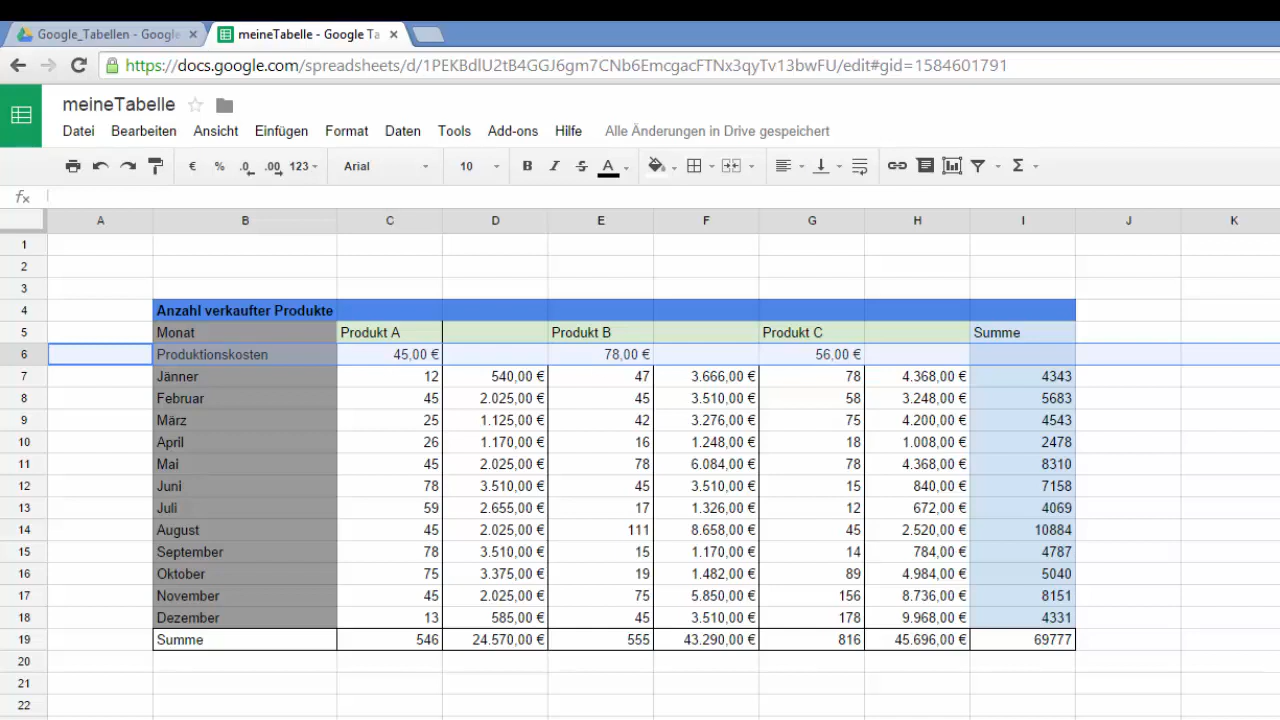 Google_Tabellen - Google
meineTabelle - Google Ta
https://docs.google.com/spreadsheets/d/1PEKBdlU2tB4GGJ6gm7CNb6EmcgacFTNx3qyTv13bwFU/edit#gid=1584601791
meineTabelle
Datei Bearbeiten Ansicht Einfügen Format Daten Tools Add-ons Hilfe Alle Änderungen in Drive gespeichert
€ % .0 .00 123 Arial 10 B I S A Σ
fx
A B C D E F G H I J K
1
2
3
4 Anzahl verkaufter Produkte
5 Monat Produkt A Produkt B Produkt C Summe
6 Produktionskosten 45,00 € 78,00 € 56,00 €
7 Jänner 12 540,00 € 47 3.666,00 € 78 4.368,00 € 4343
8 Februar 45 2.025,00 € 45 3.510,00 € 58 3.248,00 € 5683
9 März 25 1.125,00 € 42 3.276,00 € 75 4.200,00 € 4543
10 April 26 1.170,00 € 16 1.248,00 € 18 1.008,00 € 2478
11 Mai 45 2.025,00 € 78 6.084,00 € 78 4.368,00 € 8310
12 Juni 78 3.510,00 € 45 3.510,00 € 15 840,00 € 7158
13 Juli 59 2.655,00 € 17 1.326,00 € 12 672,00 € 4069
14 August 45 2.025,00 € 111 8.658,00 € 45 2.520,00 € 10884
15 September 78 3.510,00 € 15 1.170,00 € 14 784,00 € 4787
16 Oktober 75 3.375,00 € 19 1.482,00 € 89 4.984,00 € 5040
17 November 45 2.025,00 € 75 5.850,00 € 156 8.736,00 € 8151
18 Dezember 13 585,00 € 45 3.510,00 € 178 9.968,00 € 4331
19 Summe 546 24.570,00 € 555 43.290,00 € 816 45.696,00 € 69777
20
21
22